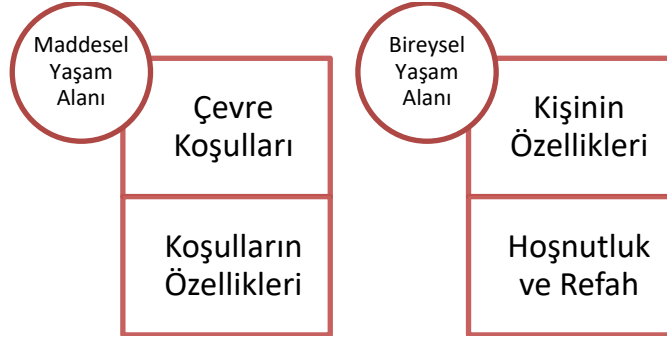 Maddesel
Yaşam
Alanı
Çevre
Koşulları
Koşulların
Özellikleri
Bireysel
Yaşam
Alanı
Kişinin
Özellikleri
Hoşnutluk
ve Refah